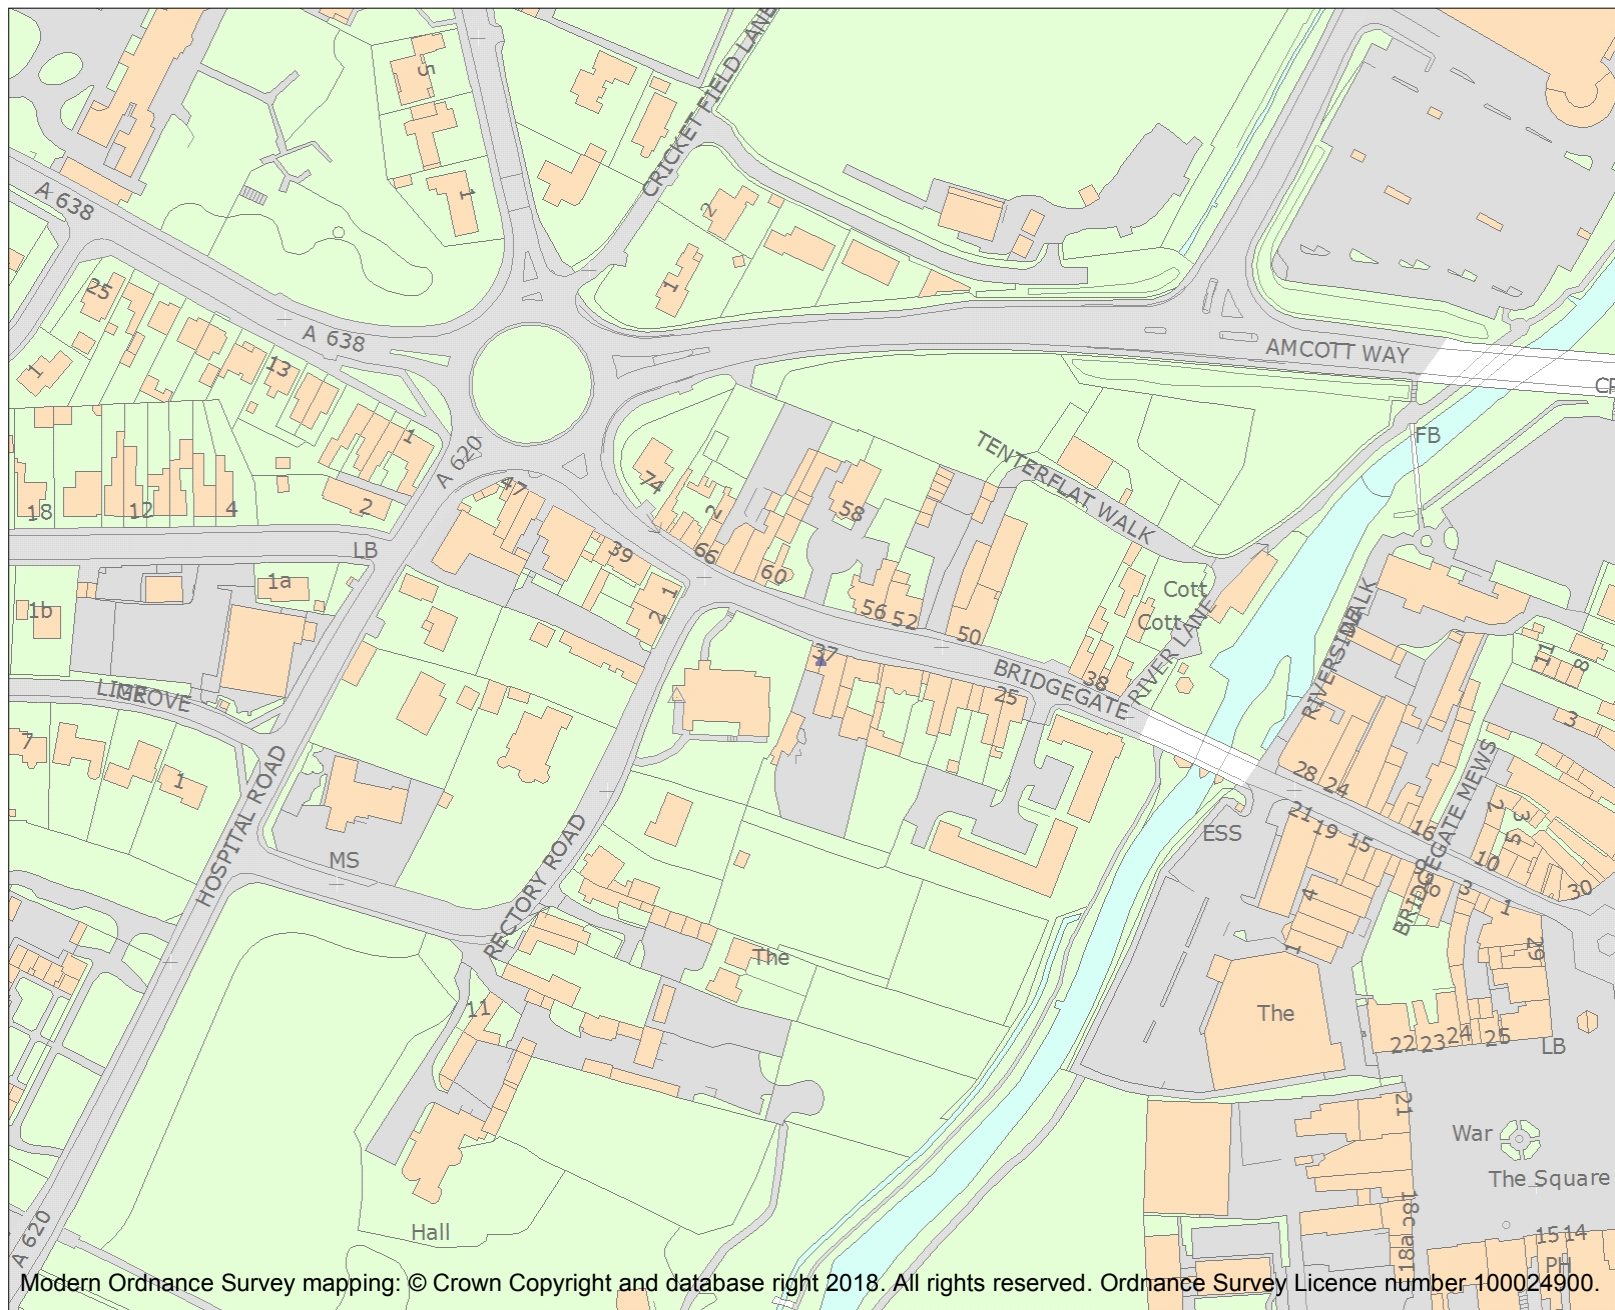 CRICKET FIELD LANE
5
1
A 638
2
1
25
A 638
AMCOTT WAY
1
13
CR
1
A 620
FB
TENTERFLAT WALK
47
74
2
58
18
12
4
2
LB
39
66
60
1a
1
2
56
52
50
Cott
Cott
1b
37
BRIDGEGATE
38
RIVER LANE
25
RIVERSIDE WALK
11
8
3
LIME GROVE
7
1
HOSPITAL ROAD
28
24
BRIDGEGATE MEWS
21
19
15
16
10
2
3
5
30
ESS
MS
RECTORY ROAD
4
1
3
1
29
The
The
11
22
23
24
25
LB
21
War
The Square
18c
18a
15
14
PH
Hall
A 620
Modern Ordnance Survey mapping: © Crown Copyright and database right 2018. All rights reserved. Ordnance Survey Licence number 100024900.